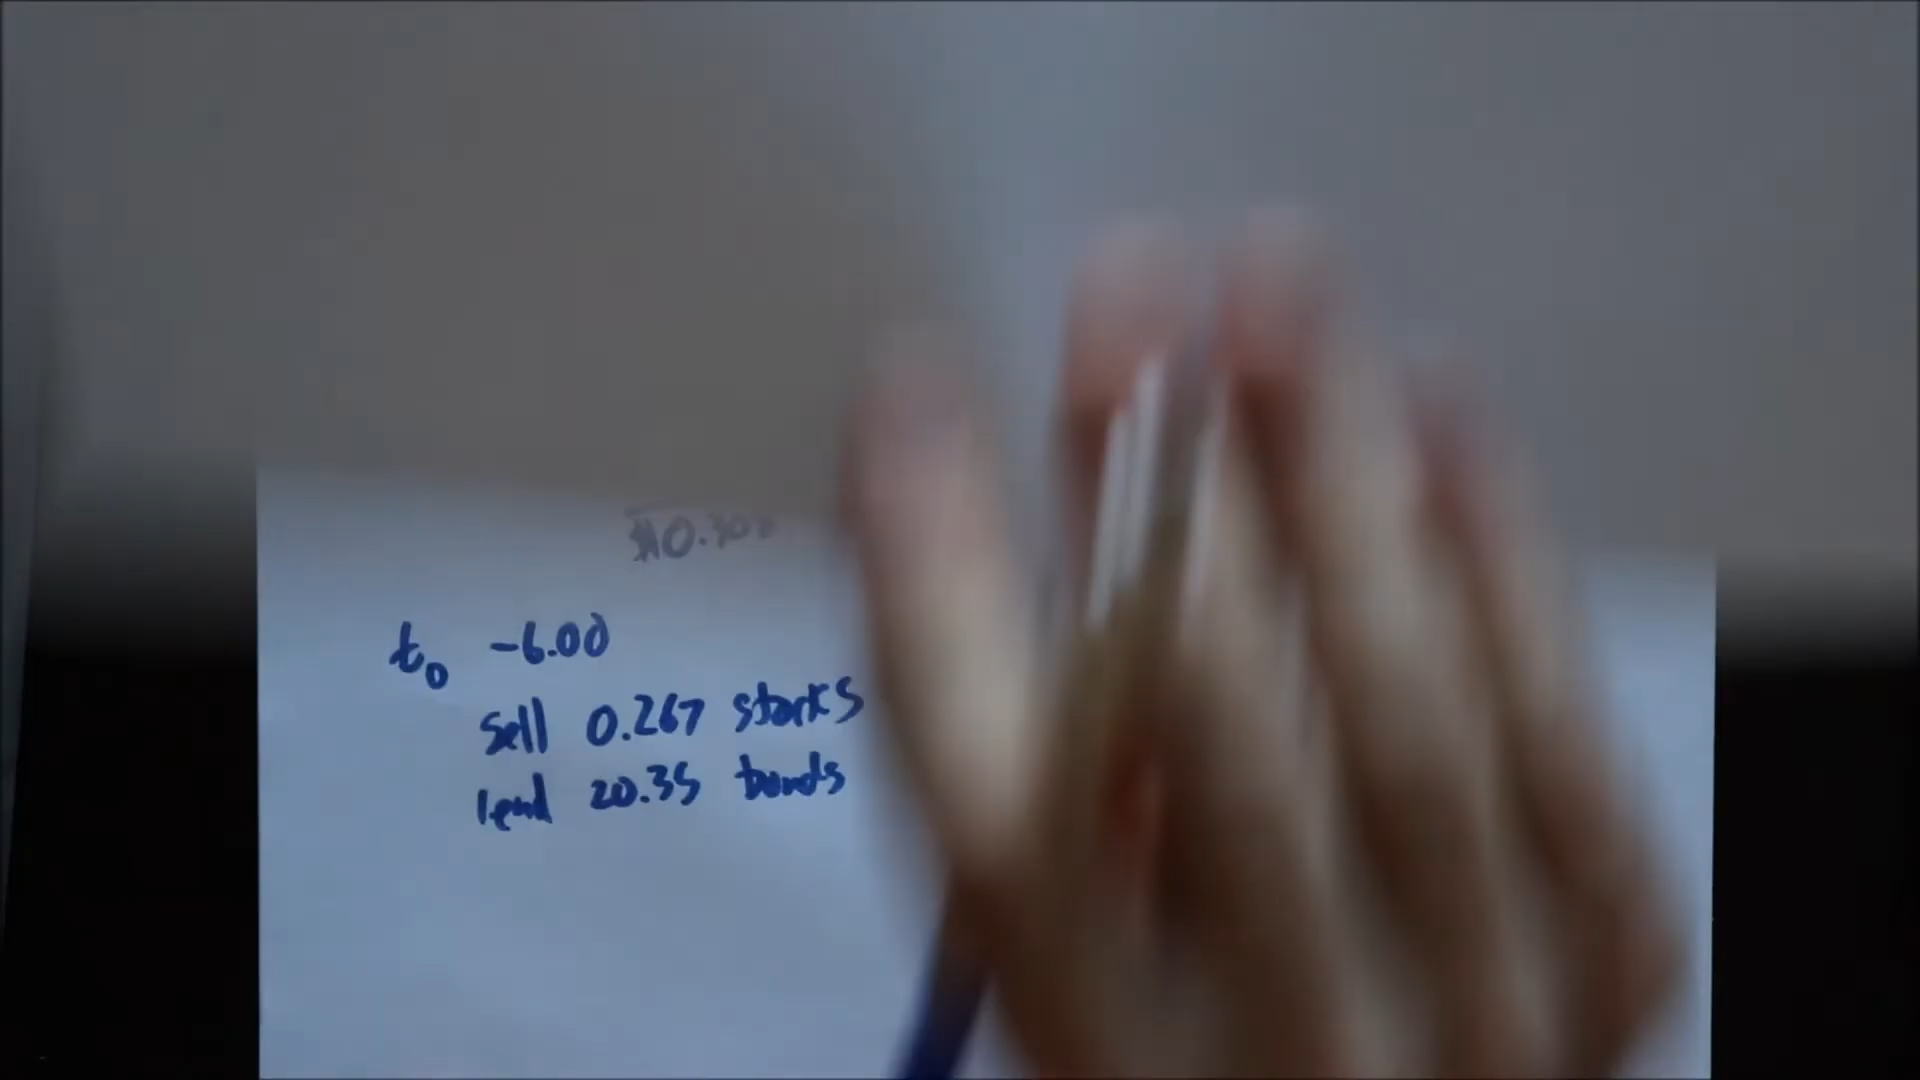 t₀ -6.00
sell 0.267 stocks
lend 20.35 bonds